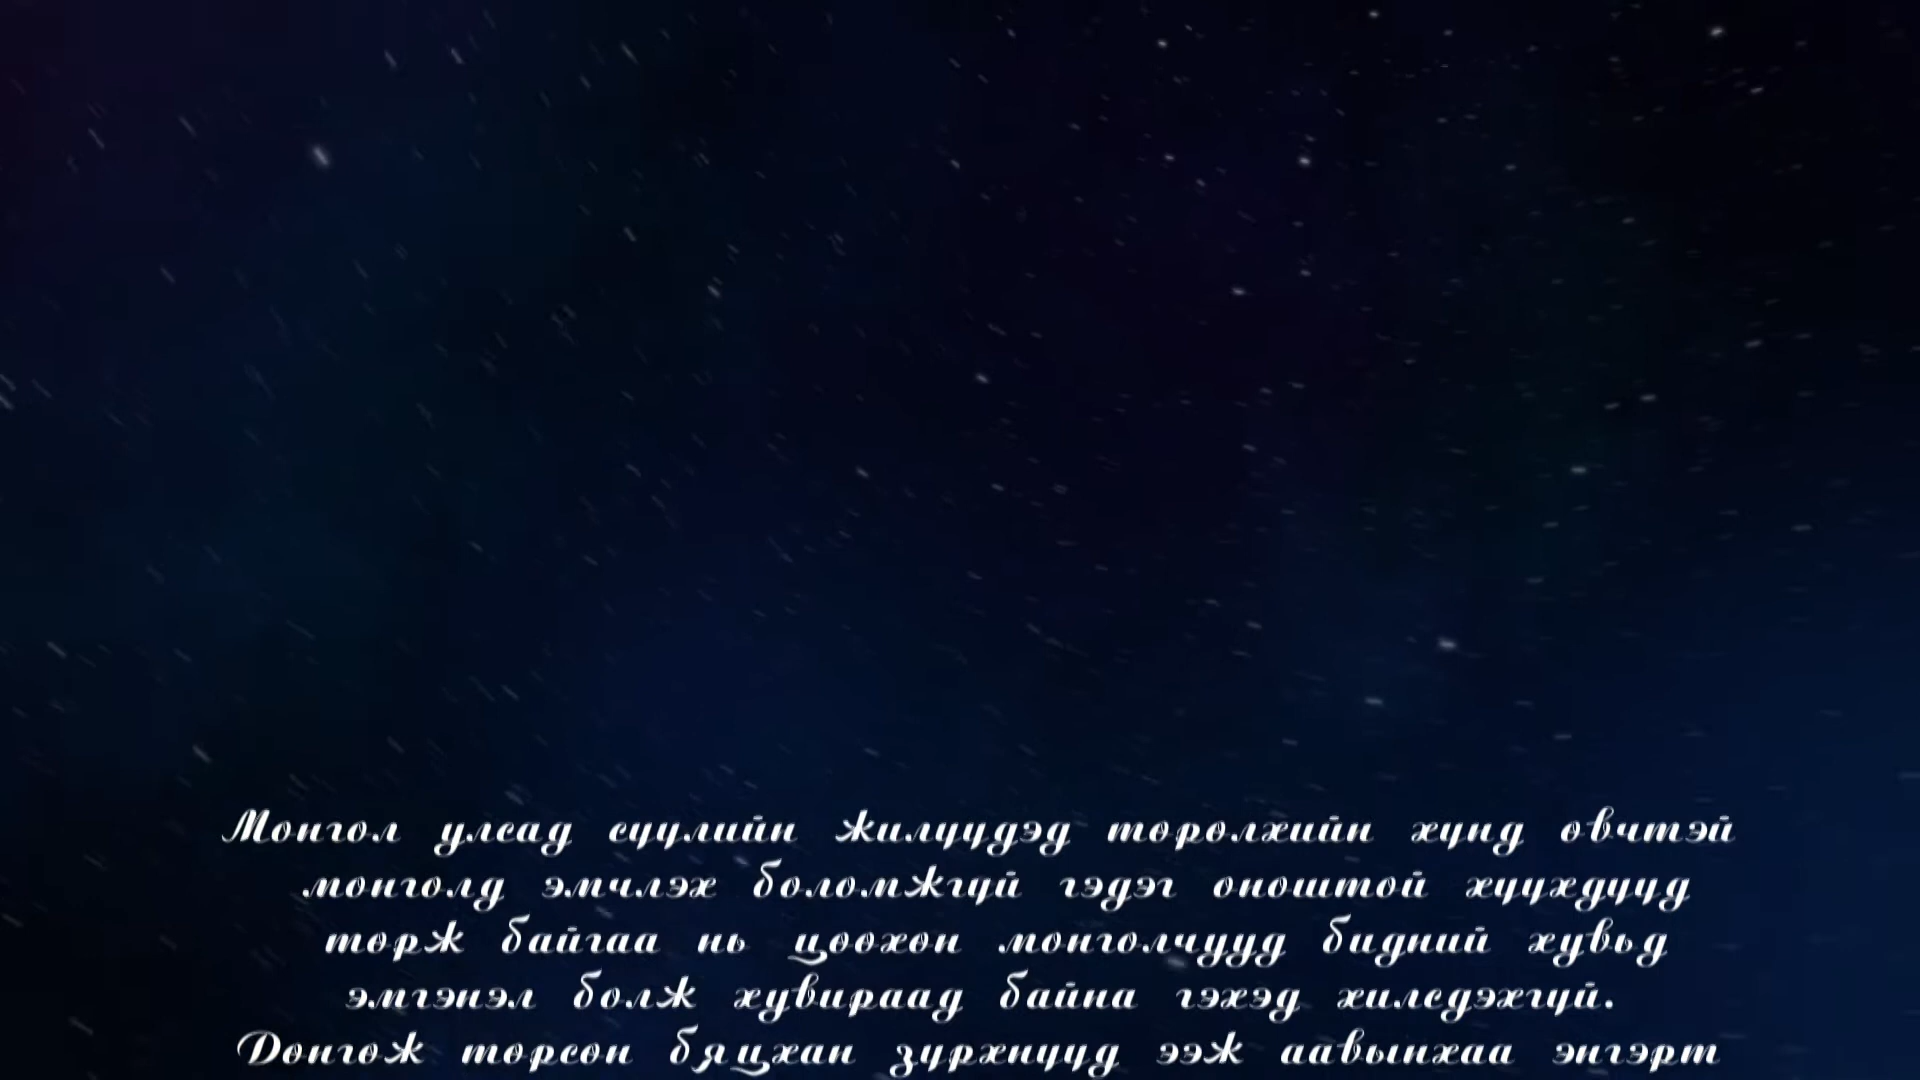 Монгол улсад сүүлийн жилүүдэд төрөлхийн хүнд өвчтэй
монголд эмчлэх боломжгүй гэдэг оноштой хүүхдүүд
төрж байгаа нь цөөхөн монголчууд бидний хувьд
эмгэнэл болж хувираад байна гэхэд хилсдэхгүй.
Дөнгөж төрсөн бяцхан зүрхнүүд ээж аавынхаа энгэрт